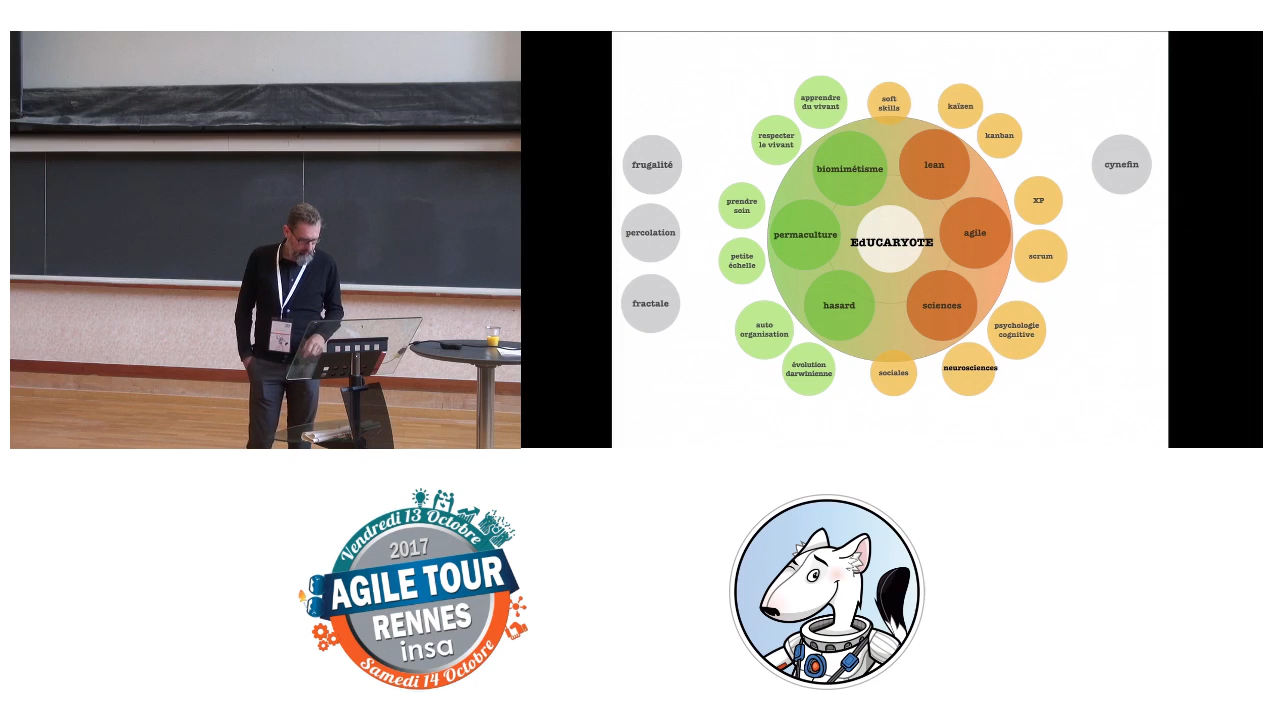 apprendre
du vivant
soft
skills
kaïzen
respecter
le vivant
kanban
frugalité
biomimétisme
lean
cynefin
prendre
soin
XP
percolation
permaculture
EdUCARYOTE
agile
petite
échelle
scrum
fractale
hasard
sciences
auto
organisation
psychologie
cognitive
évolution
darwinienne
sociales
neurosciences
Vendredi 13 Octobre
2017
AGILE TOUR
RENNES
insa
Samedi 14 Octobre